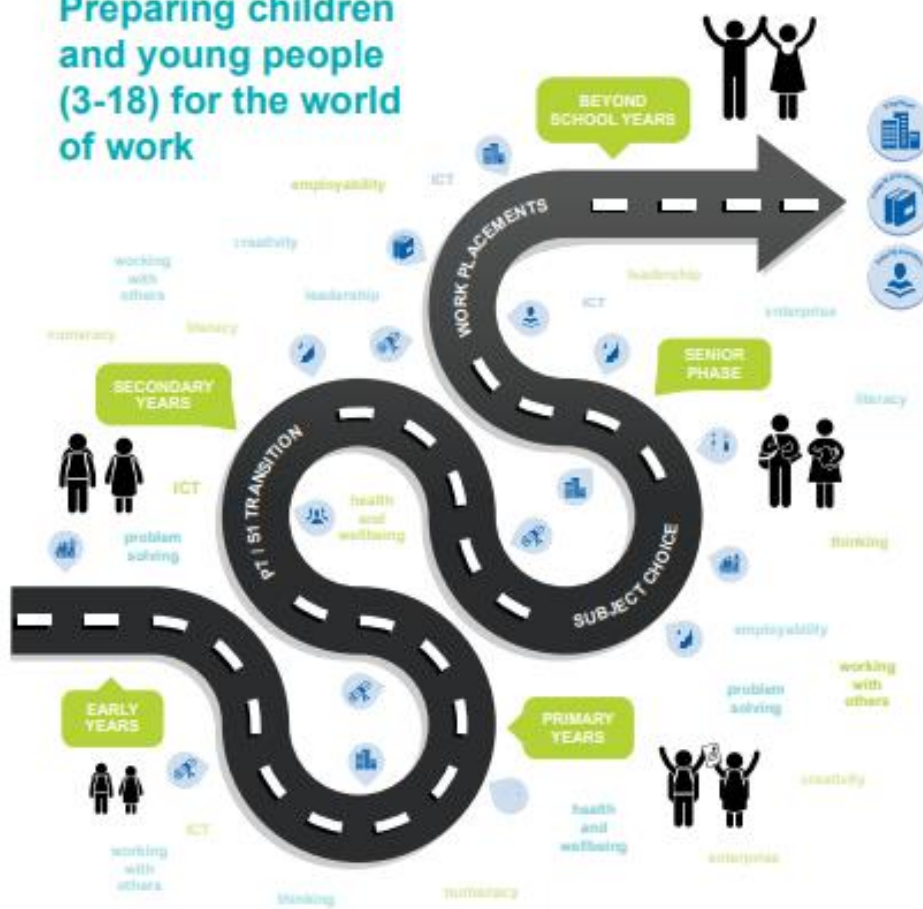 Preparing children
and young people
(3-18) for the world
of work
BEYOND
SCHOOL YEARS
employability
ICT
WORK PLACEMENTS
creativity
working
with
others
leadership
leadership
ICT
enterprise
numeracy
literacy
SENIOR
PHASE
SECONDARY
YEARS
literacy
PT I S1 TRANSITION
ICT
health
and
wellbeing
problem
solving
thinking
SUBJECT CHOICE
employability
working
with
others
problem
solving
EARLY
YEARS
PRIMARY
YEARS
creativity
health
and
wellbeing
ICT
working
with
others
enterprise
thinking
numeracy